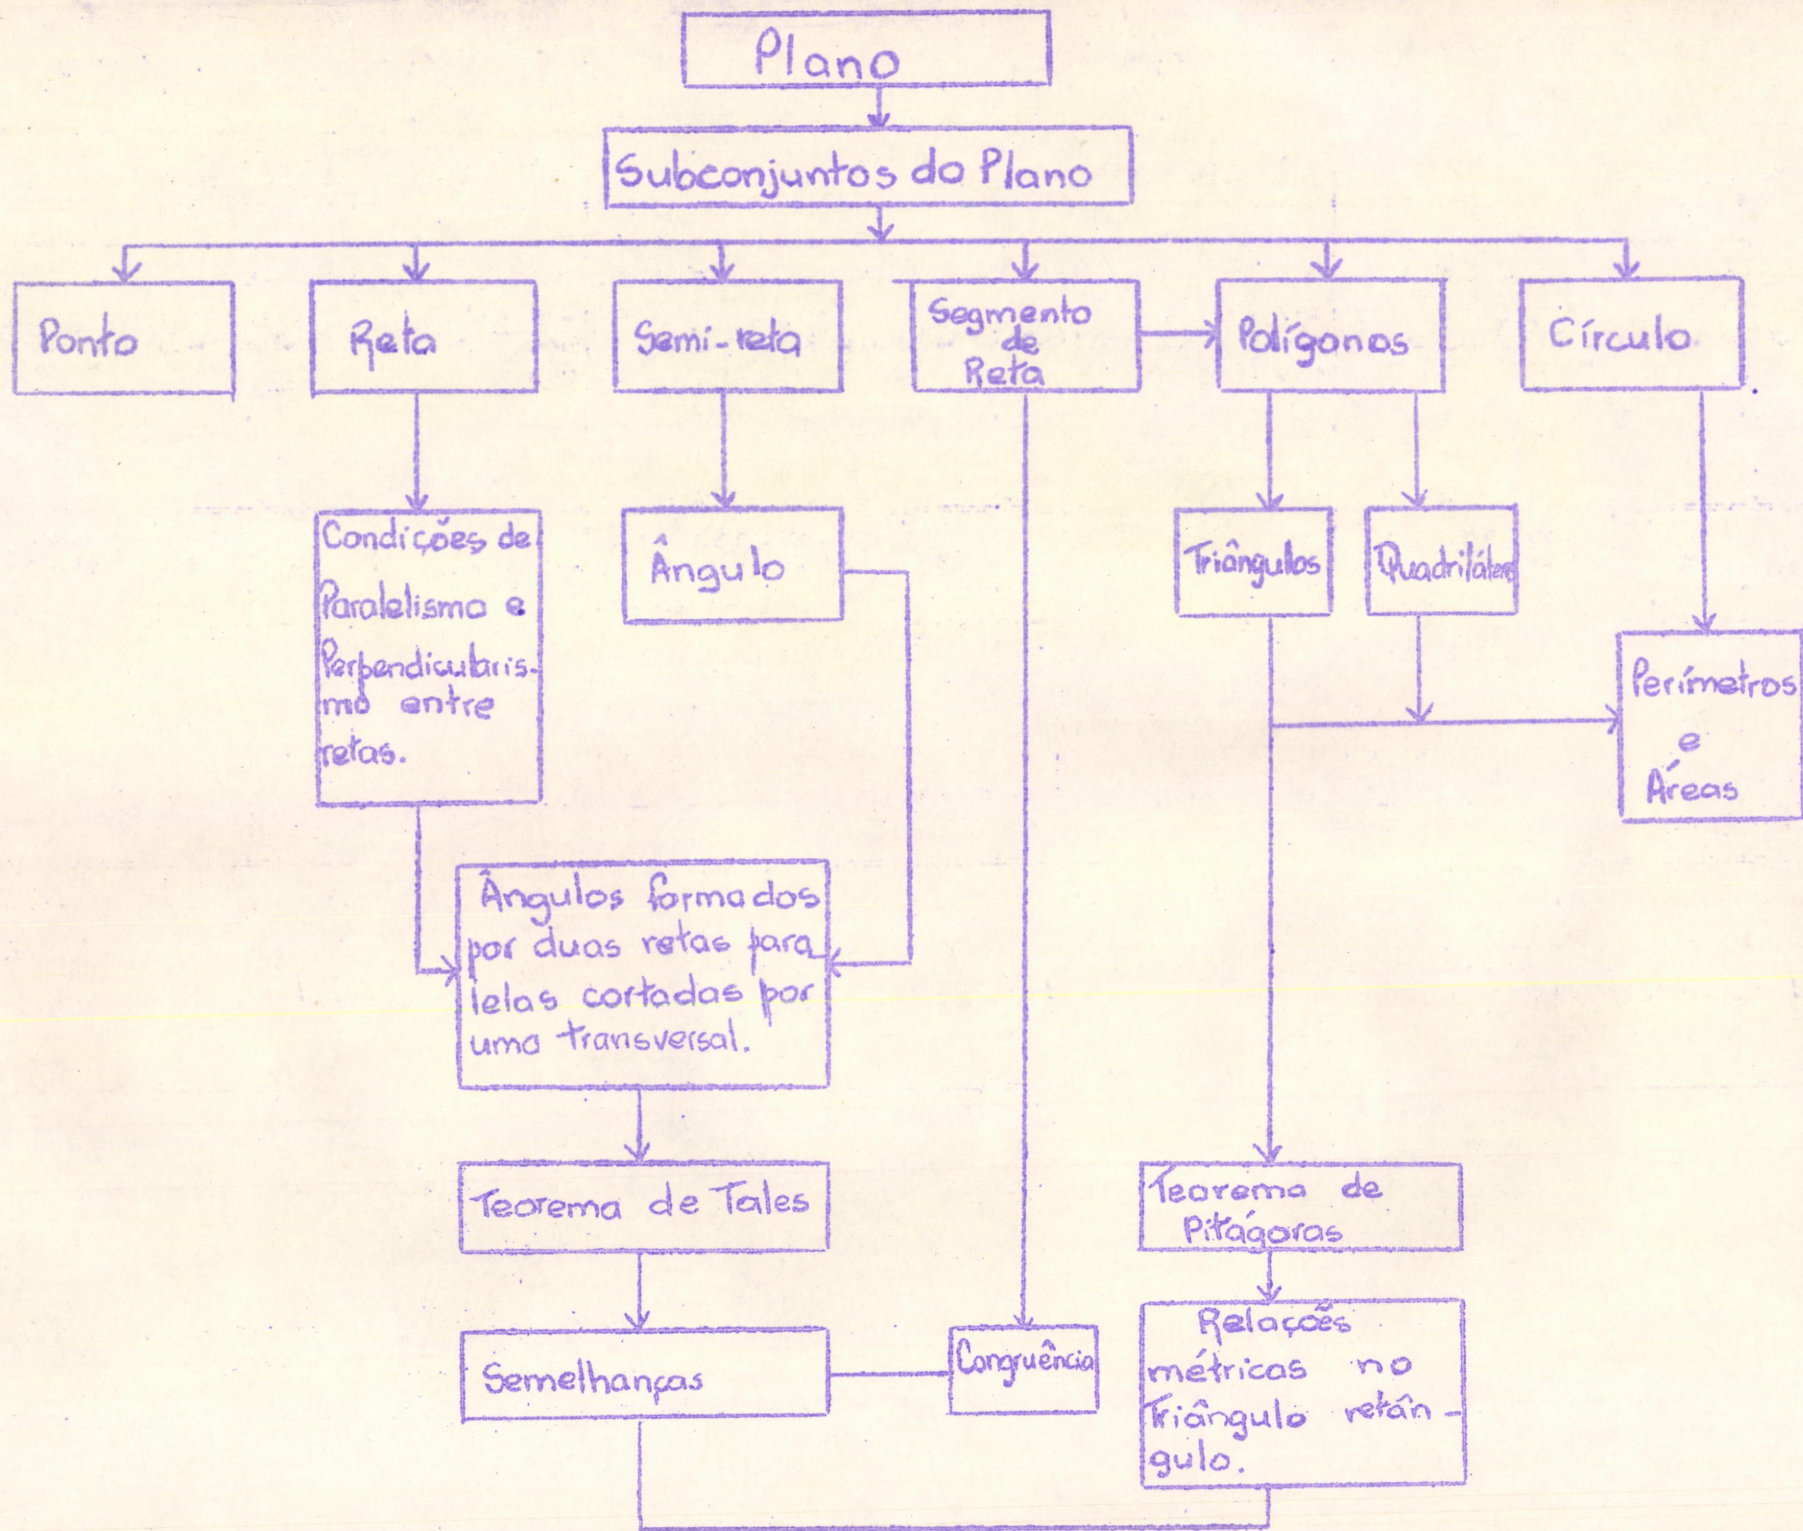 Plano
Subconjuntos do Plano
Ponto
Reta
Semi-reta
Segmento
de
Reta
Polígonos
Círculo
Condições de
Paralelismo e
Perpendicularis-
mo entre
retas.
Ângulo
Triângulos
Quadriláteros
Perímetros
e
Áreas
Ângulos formados
por duas retas para
lelas cortadas por
uma transversal.
Teorema de Tales
Teorema de
Pitágoras
Semelhanças
Congruência
Relações
métricas no
Triângulo retân-
gulo.